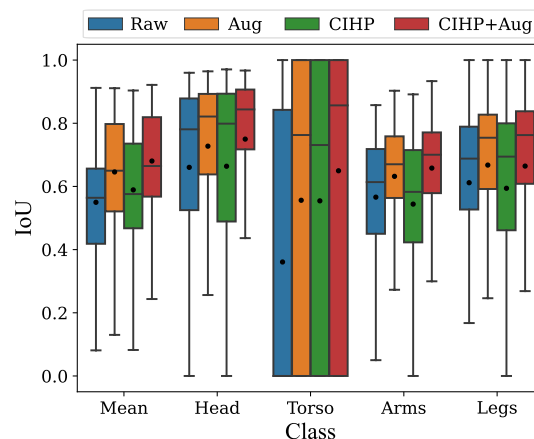 Raw Aug CIHP CIHP+Aug
1.0
0.8
0.6
0.4
0.2
0.0
IoU
Mean Head Torso Arms Legs
Class